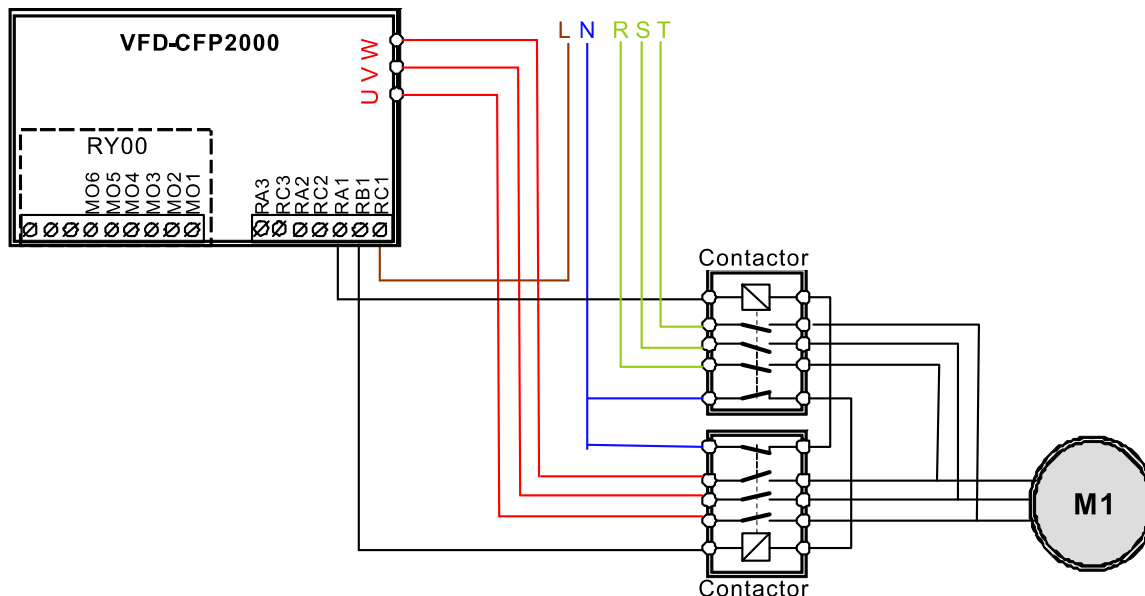 VFD-CFP2000
U V W
L N R S T
RY00
MO6 MO5 MO4 MO3 MO2 MO1
RA3 RC3 RA2 RC2 RA1 RB1 RC1
Contactor
M1
Contactor